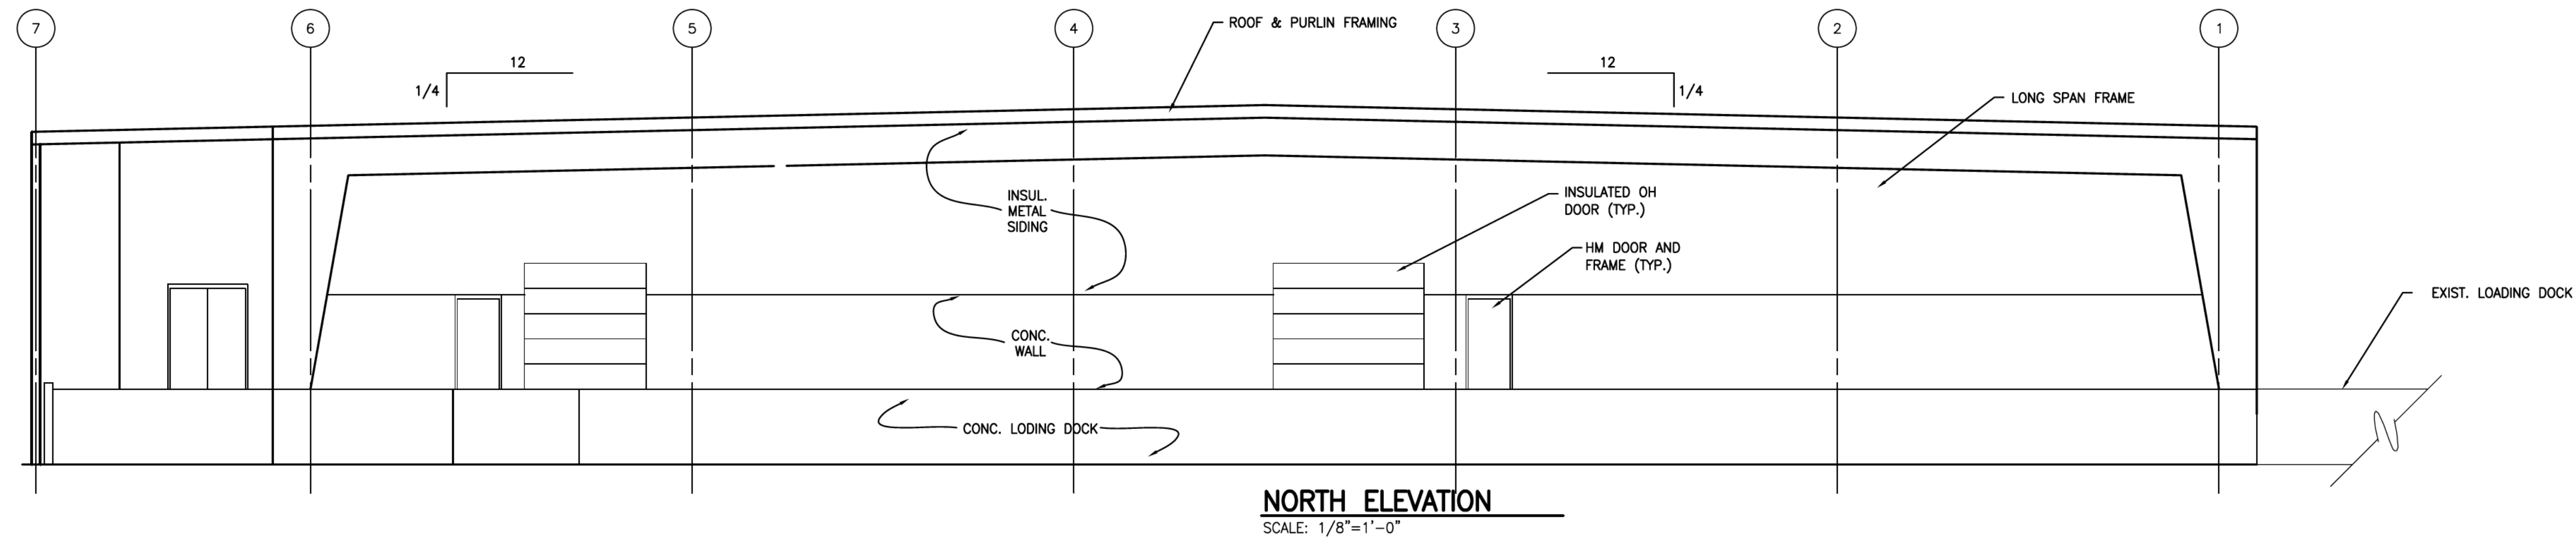 7
6
5
4
3
2
1
ROOF & PURLIN FRAMING
12
1/4
12
1/4
LONG SPAN FRAME
INSUL.
METAL
SIDING
INSULATED OH
DOOR (TYP.)
HM DOOR AND
FRAME (TYP.)
EXIST. LOADING DOCK
CONC.
WALL
CONC. LODING DOCK
NORTH ELEVATION
SCALE: 1/8"=1'-0"